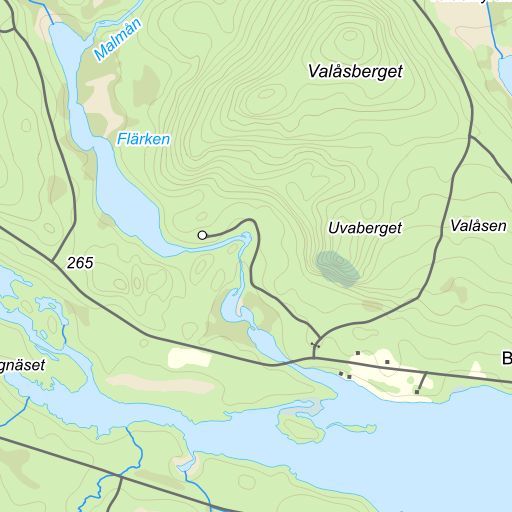 Malmån
Valåsberget
Flärken
Uvaberget
Valåsen
265
gnäset
B